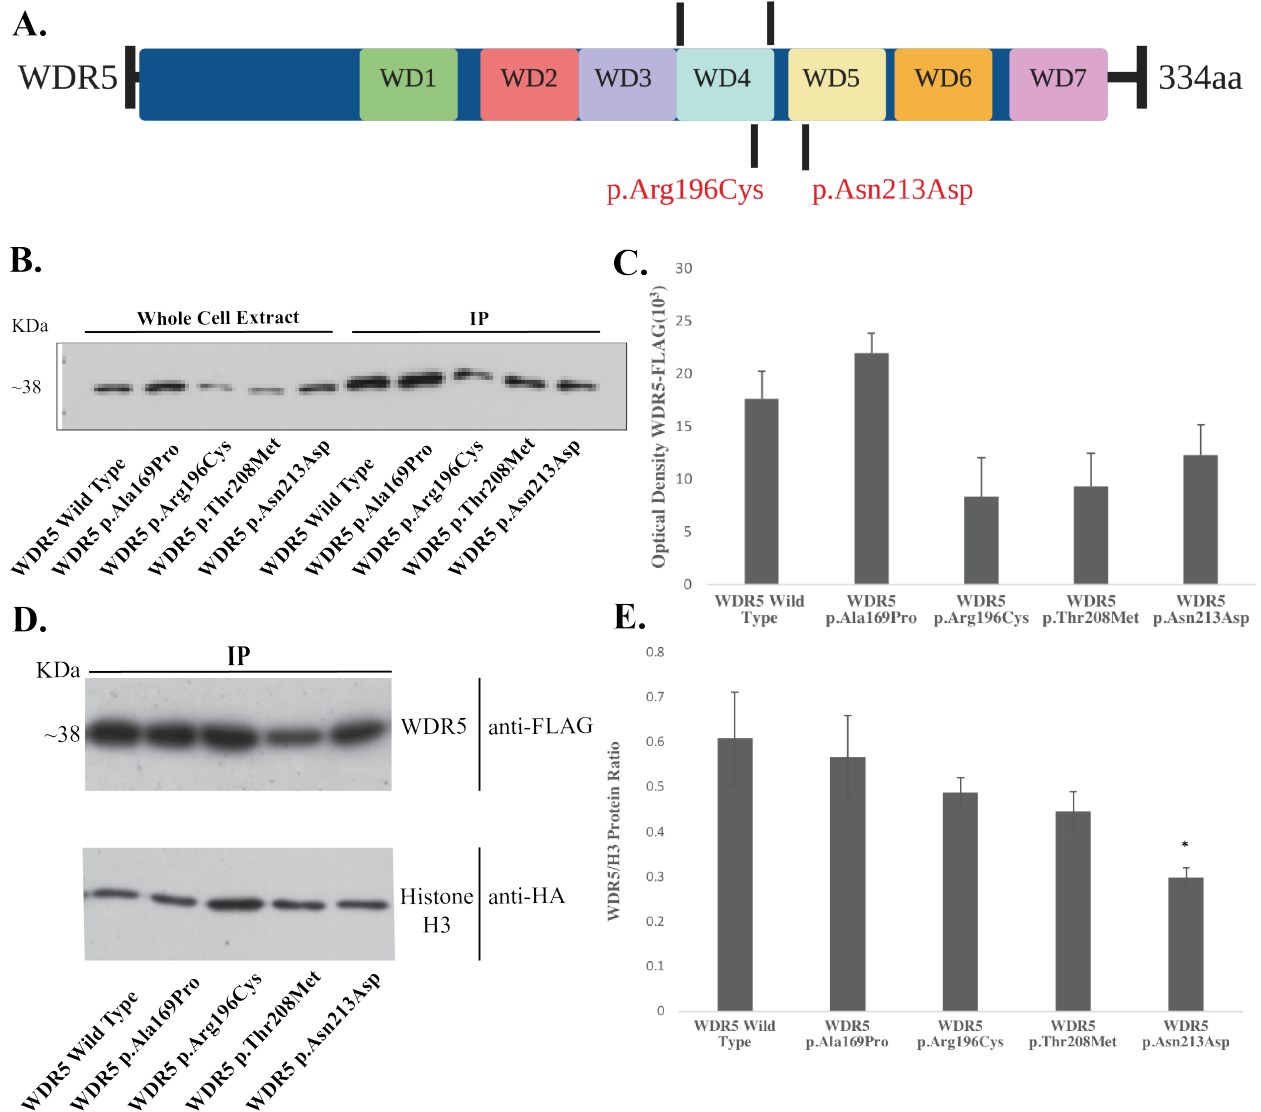 A.
WDR5
WD1
WD2
WD3
WD4
WD5
WD6
WD7
334aa
p.Arg196Cys
p.Asn213Asp
B.
KDa
Whole Cell Extract
IP
~38
WDR5 Wild Type
WDR5 p.Ala169Pro
WDR5 p.Arg196Cys
WDR5 p.Thr208Met
WDR5 p.Asn213Asp
WDR5 Wild Type
WDR5 p.Ala169Pro
WDR5 p.Arg196Cys
WDR5 p.Thr208Met
WDR5 p.Asn213Asp
C.
Optical Density WDR5-FLAG(10³)
30
25
20
15
10
5
0
WDR5 Wild
Type
WDR5
p.Ala169Pro
WDR5
p.Arg196Cys
WDR5
p.Thr208Met
WDR5
p.Asn213Asp
D.
IP
KDa
~38
WDR5
anti-FLAG
Histone
H3
anti-HA
WDR5 Wild Type
WDR5 p.Ala169Pro
WDR5 p.Arg196Cys
WDR5 p.Thr208Met
WDR5 p.Asn213Asp
E.
WDR5/H3 Protein Ratio
0.8
0.7
0.6
0.5
0.4
0.3
0.2
0.1
0
*
WDR5 Wild
Type
WDR5
p.Ala169Pro
WDR5
p.Arg196Cys
WDR5
p.Thr208Met
WDR5
p.Asn213Asp